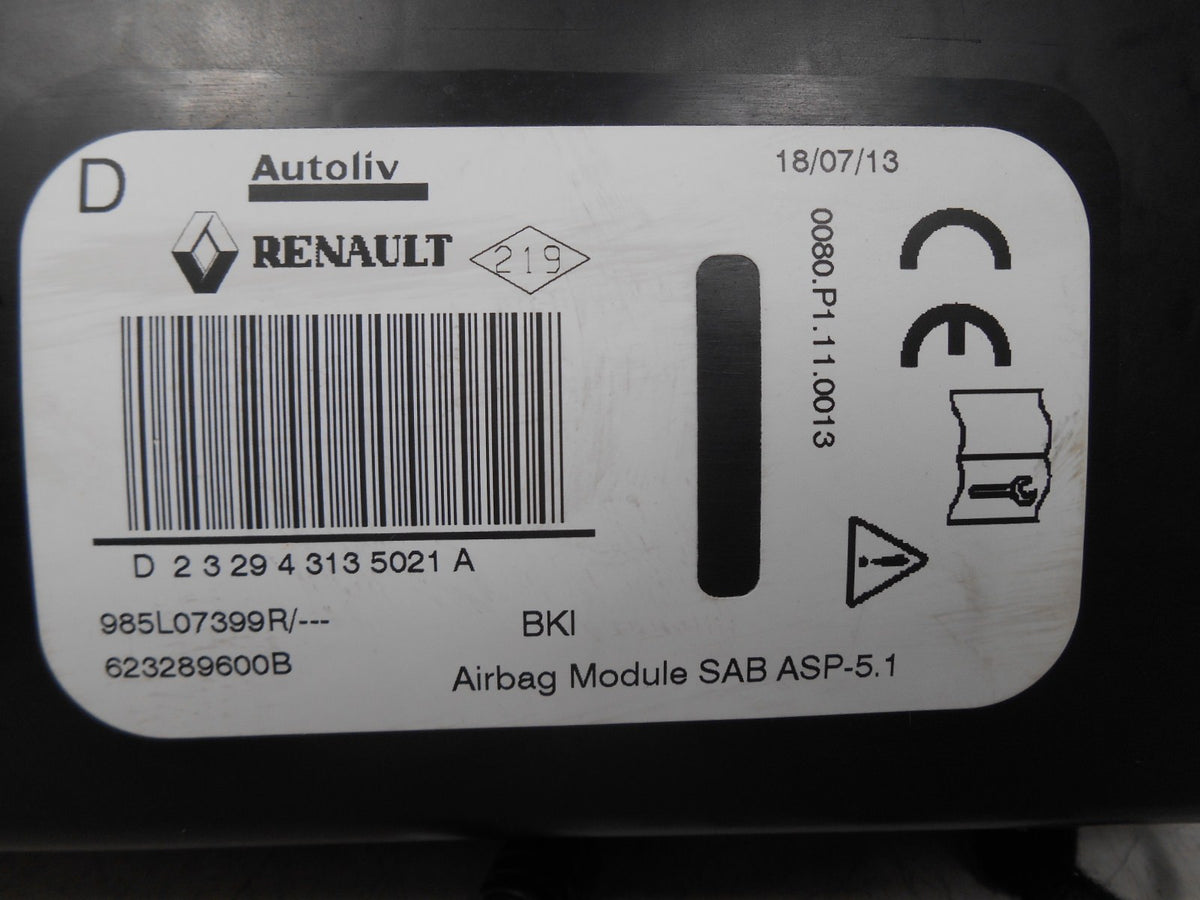 D
Autoliv
18/07/13
RENAULT
219
0080.P1.11.0013
CE
D 2 3 29 4 313 5021 A
985L07399R/---
BKI
623289600B
Airbag Module SAB ASP-5.1